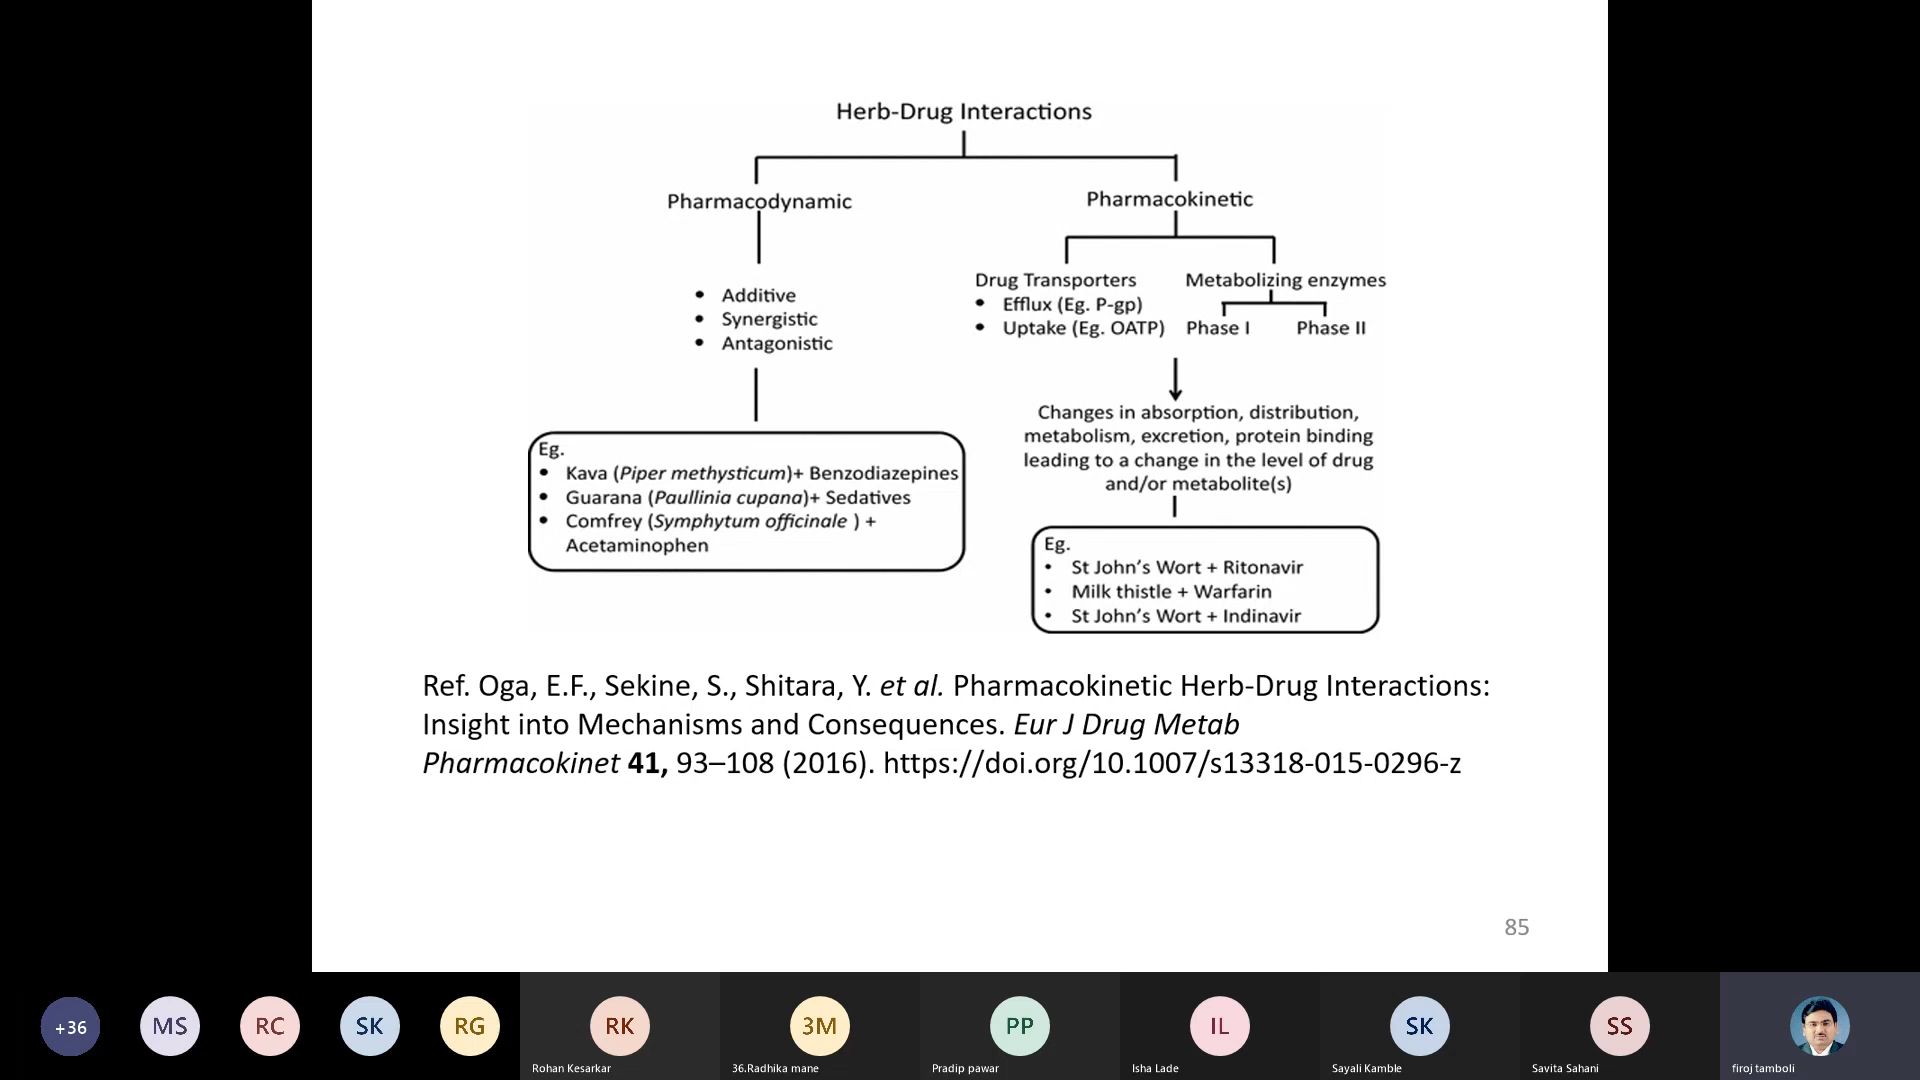 Herb-Drug Interactions
Pharmacodynamic
Pharmacokinetic
• Additive
• Synergistic
• Antagonistic
Drug Transporters
• Efflux (Eg. P-gp)
• Uptake (Eg. OATP)
Metabolizing enzymes
Phase I Phase II
Eg.
• Kava (Piper methysticum)+ Benzodiazepines
• Guarana (Paullinia cupana)+ Sedatives
• Comfrey (Symphytum officinale ) +
Acetaminophen
Changes in absorption, distribution,
metabolism, excretion, protein binding
leading to a change in the level of drug
and/or metabolite(s)
Eg.
• St John’s Wort + Ritonavir
• Milk thistle + Warfarin
• St John’s Wort + Indinavir
Ref. Oga, E.F., Sekine, S., Shitara, Y. et al. Pharmacokinetic Herb-Drug Interactions:
Insight into Mechanisms and Consequences. Eur J Drug Metab
Pharmacokinet 41, 93–108 (2016). https://doi.org/10.1007/s13318-015-0296-z
85
+36 MS RC SK RG RK 3M PP IL SK SS
Rohan Kesarkar 36.Radhika mane Pradip pawar Isha Lade Sayali Kamble Savita Sahani firoj tamboli